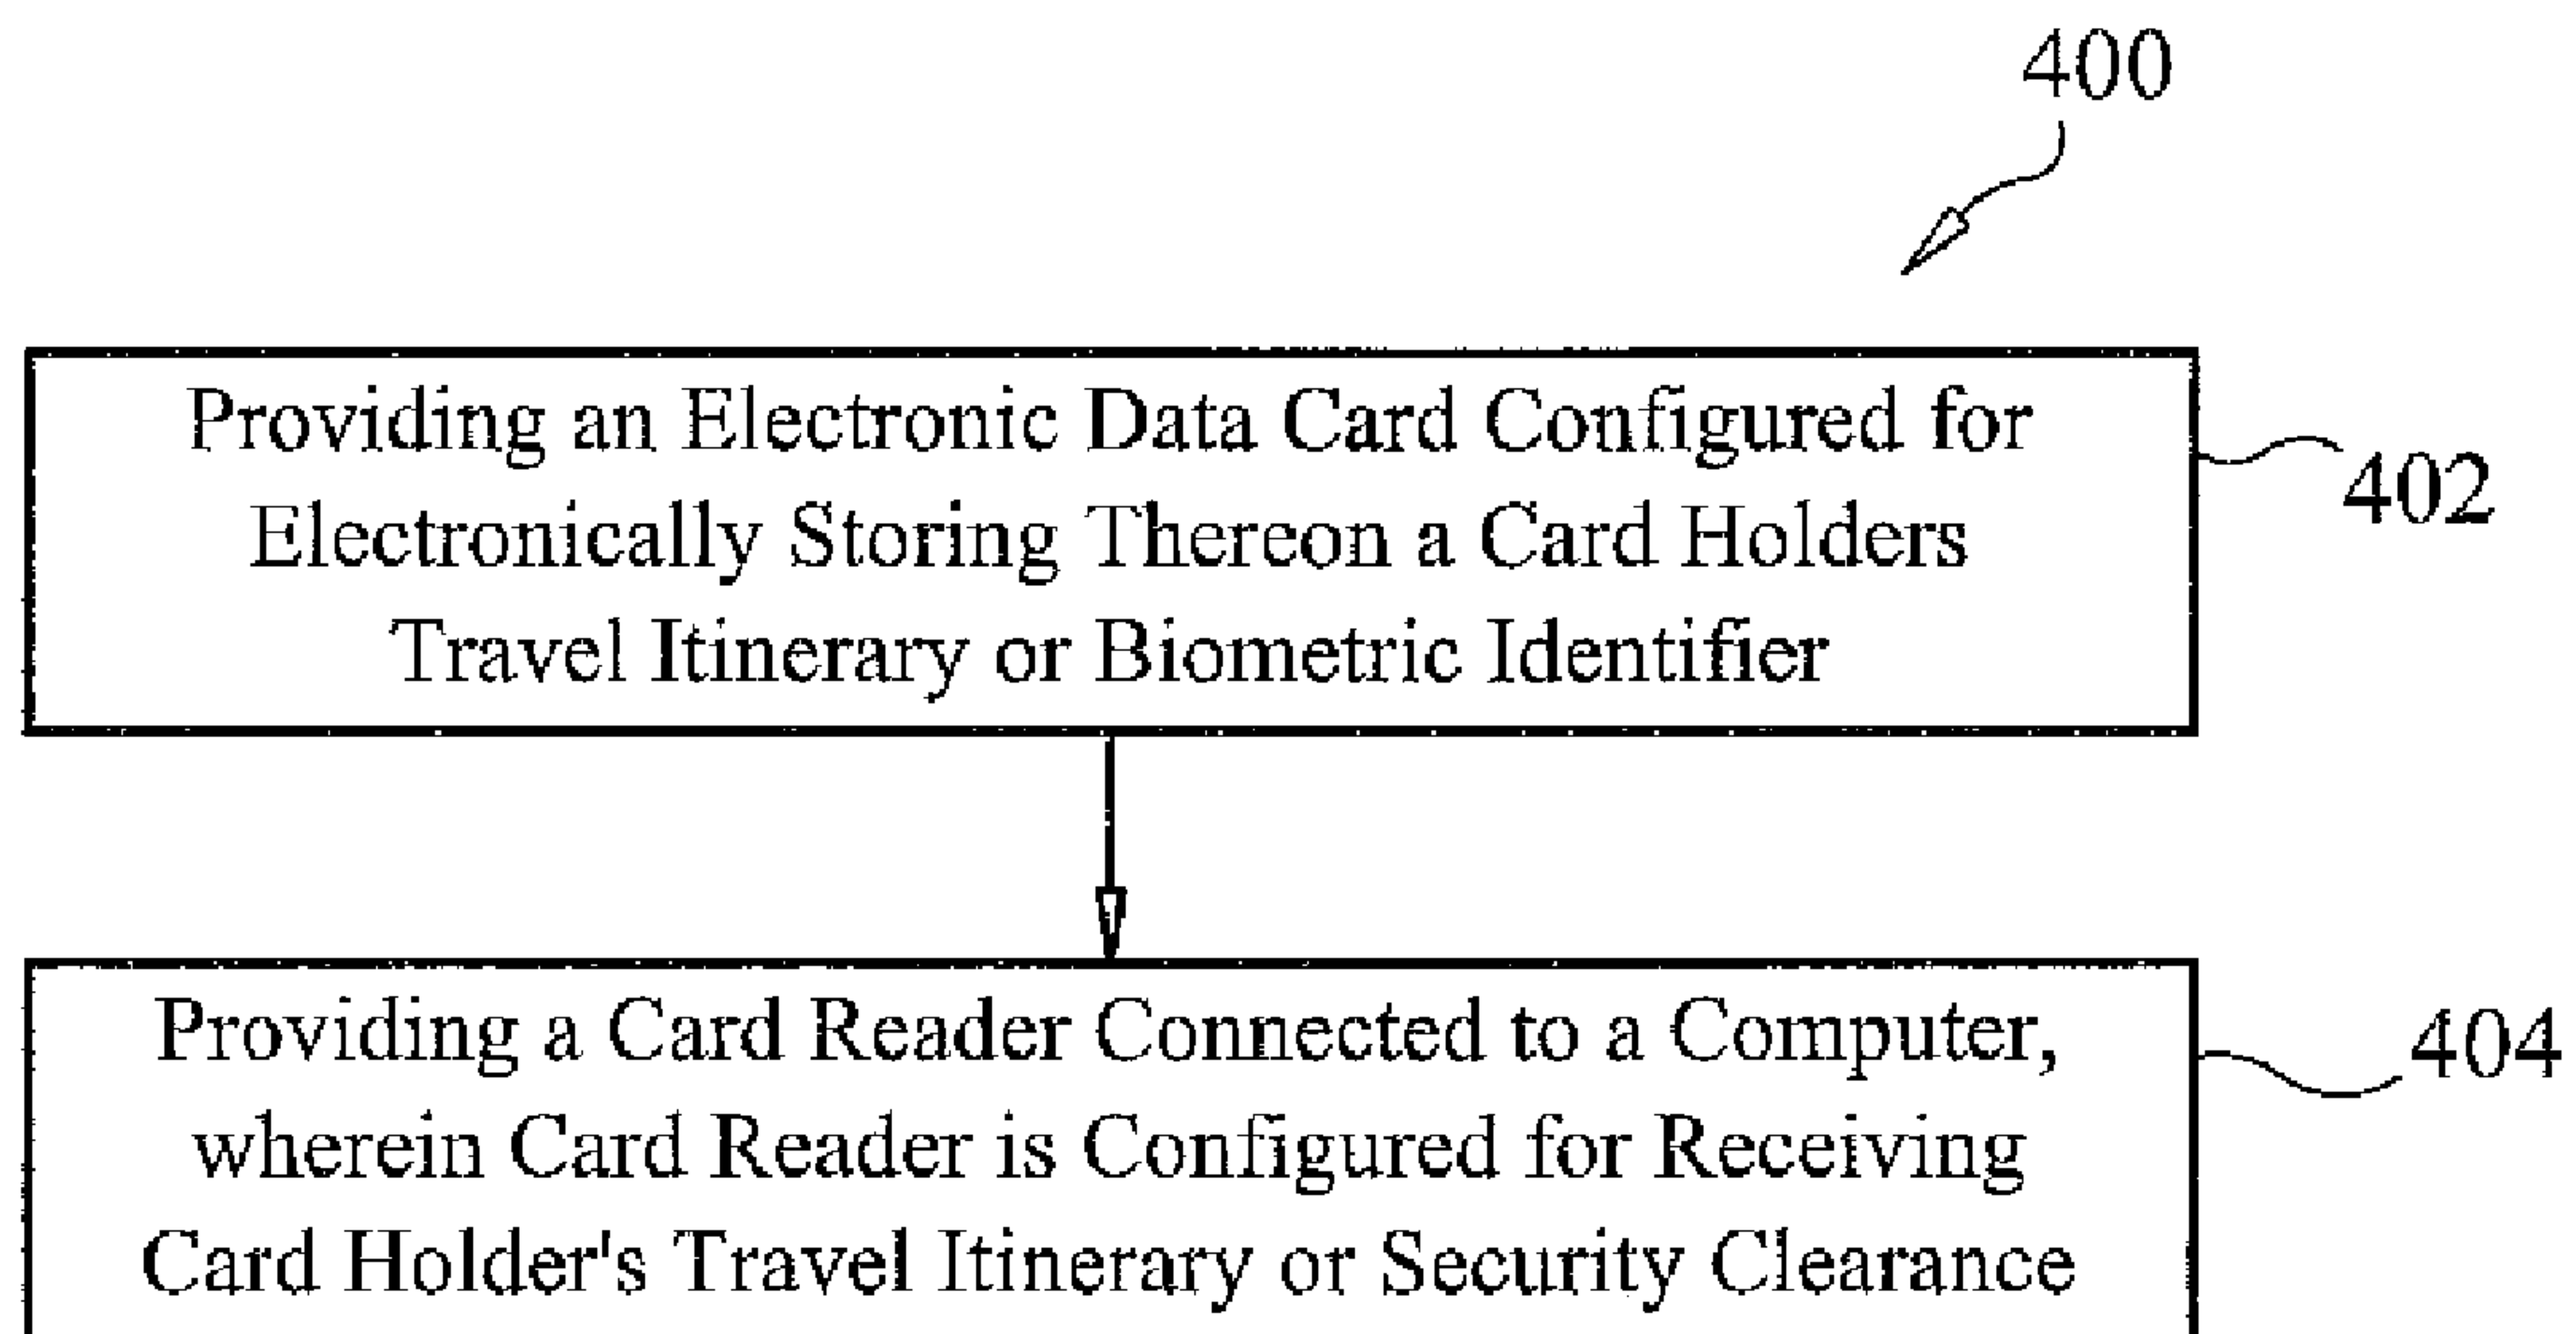 400
Providing an Electronic Data Card Configured for
Electronically Storing Thereon a Card Holders
Travel Itinerary or Biometric Identifier
402
Providing a Card Reader Connected to a Computer,
wherein Card Reader is Configured for Receiving
Card Holder's Travel Itinerary or Security Clearance
404